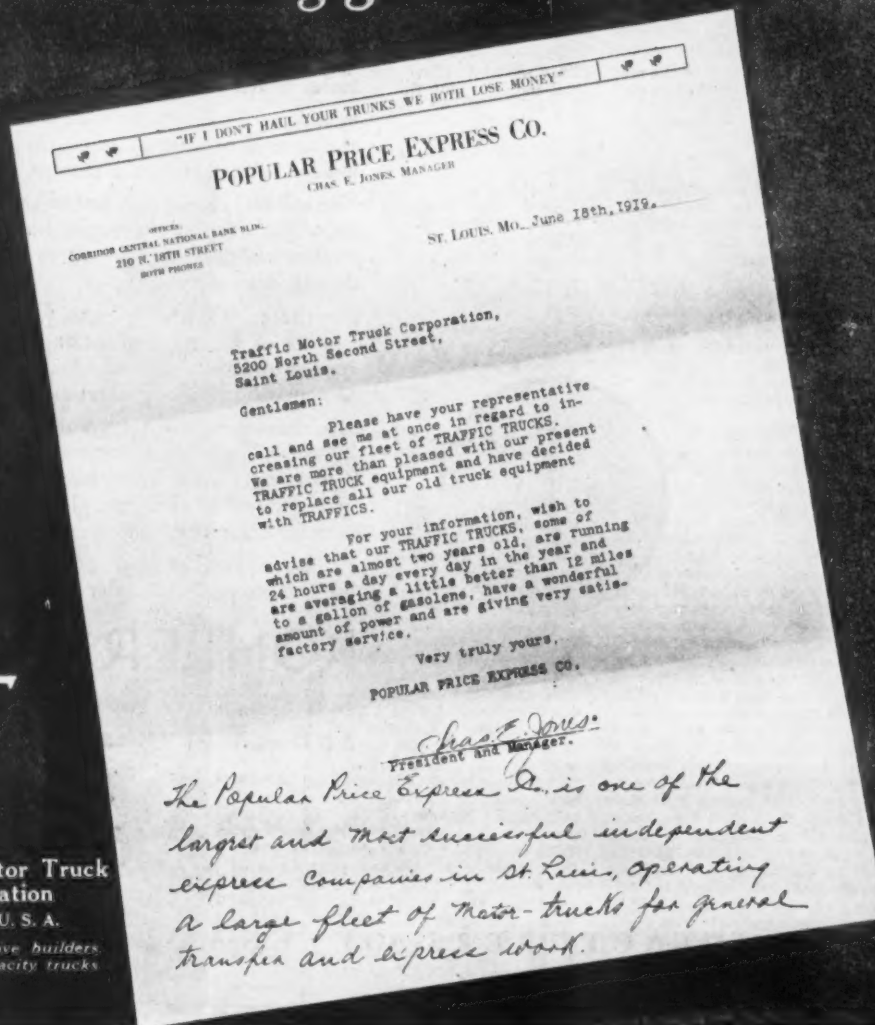 "IF I DON'T HAUL YOUR TRUNKS WE BOTH LOSE MONEY"
POPULAR PRICE EXPRESS CO.
CHAS. E. JONES, MANAGER
OFFICES:
CORRIDOR CENTRAL NATIONAL BANK BLDG.
210 N. 18TH STREET
BOTH PHONES
ST. LOUIS, MO. June 18th, 1919.
Traffic Motor Truck Corporation,
5200 North Second Street,
Saint Louis.
Gentlemen:
Please have your representative
call and see me at once in regard to in-
creasing our fleet of TRAFFIC TRUCKS.
We are more than pleased with our present
TRAFFIC TRUCK equipment and have decided
to replace all our old truck equipment
with TRAFFICS.
For your information, wish to
advise that our TRAFFIC TRUCKS, some of
which are almost two years old, are running
24 hours a day every day in the year and
are averaging a little better than 12 miles
to a gallon of gasolene, have a wonderful
amount of power and are giving very satis-
factory service.
Very truly yours,
POPULAR PRICE EXPRESS CO.
Chas. E. Jones.
President and Manager.
The Popular Price Express Co. is one of the
largest and most successful independent
express companies in St. Louis, operating
a large fleet of motor-trucks for general
transfer and express work.
tor Truck
ation
U. S. A.
ve builders
acity trucks